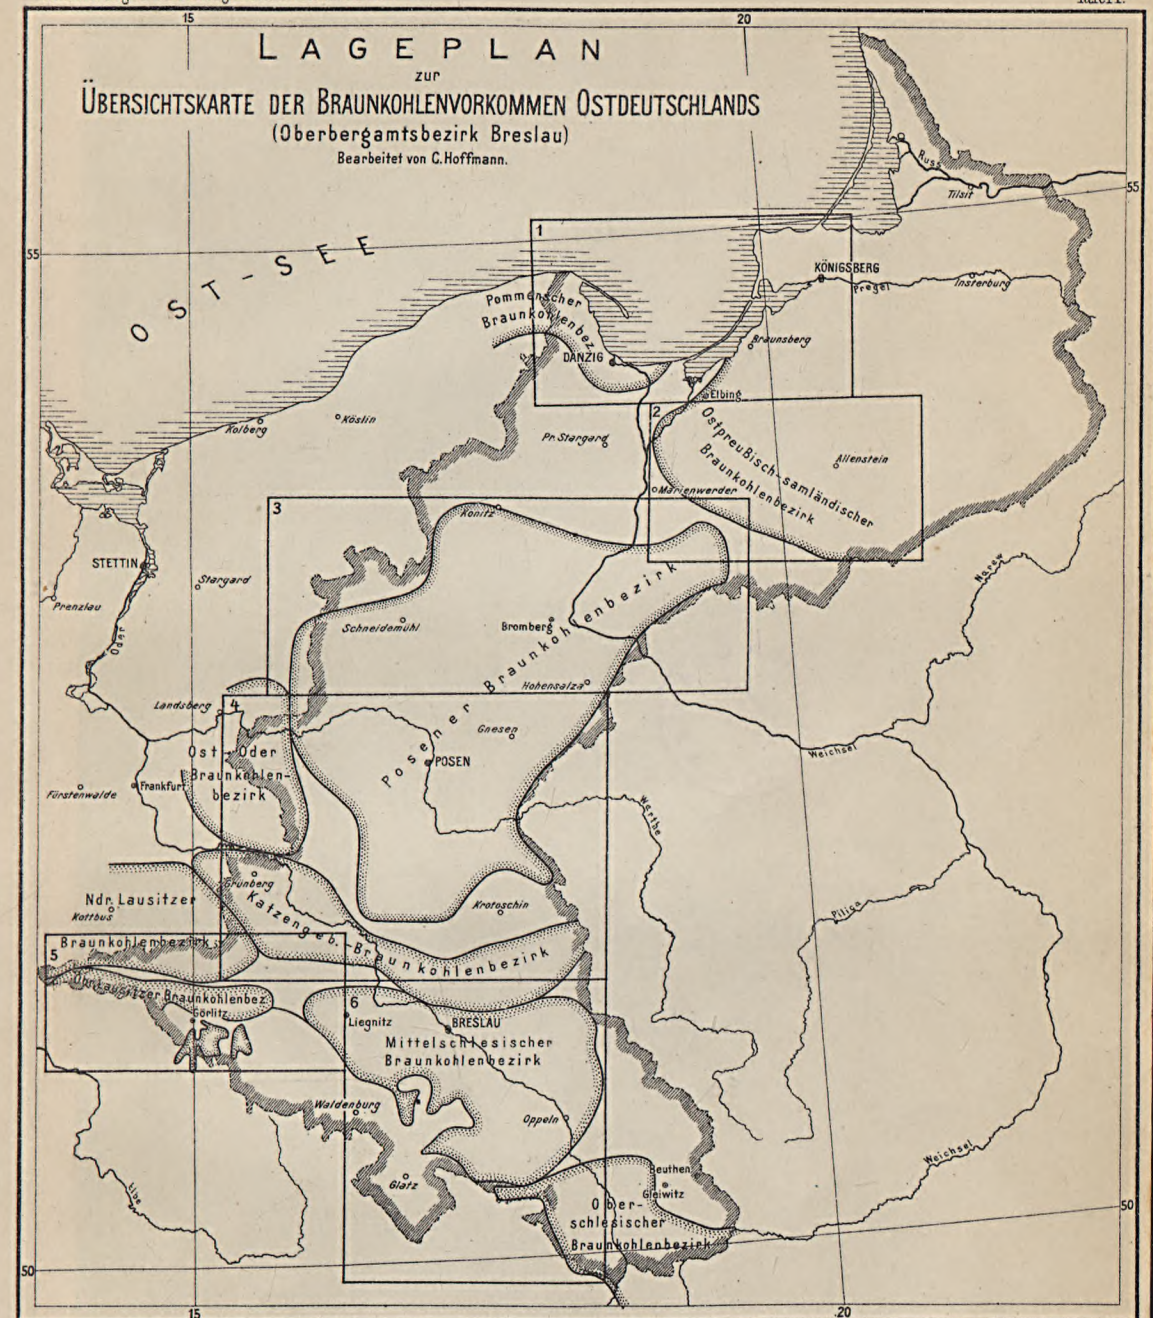 15
20
LAGEPLAN
zur
ÜBERSICHTSKARTE DER BRAUNKOHLENVORKOMMEN OSTDEUTSCHLANDS
(Oberbergamtsbezirk Breslau)
Bearbeitet von C. Hoffmann.
Russ
Tilsit
55
55
OST-SEE
1
KÖNIGSBERG
Pregel
Insterburg
Pommerscher
Braunkohlenbez.
Braunsberg
DANZIG
Elbing
2
Kolberg
Köslin
Pr. Stargard
Ostpreußisch-samländischer
Braunkohlenbezirk
Allenstein
Marienwerder
3
Konitz
STETTIN
Stargard
Narew
Prenzlau
Oder
Schneidemühl
Bromberg
Posener Braunkohlenbezirk
Hohensalza
Landsberg
4
Gnesen
Weichsel
Ost-Oder
Braunkohlen-
bezirk
POSEN
Fürstenwalde
Frankfurt
Warthe
Grünberg
Ndr. Lausitzer
Kottbus
Katzengeb.-Braunkohlenbezirk
Krotoschin
Pilica
Braunkohlenbezirk
5
Obr. Lausitzer Braunkohlenbez.
6
Görlitz
Liegnitz
BRESLAU
Mittelschlesischer
Braunkohlenbezirk
Waldenburg
Oppeln
Weichsel
Elbe
Glatz
Beuthen
Gleiwitz
Ober-
schlesischer
Braunkohlenbezirk
50
50
15
20